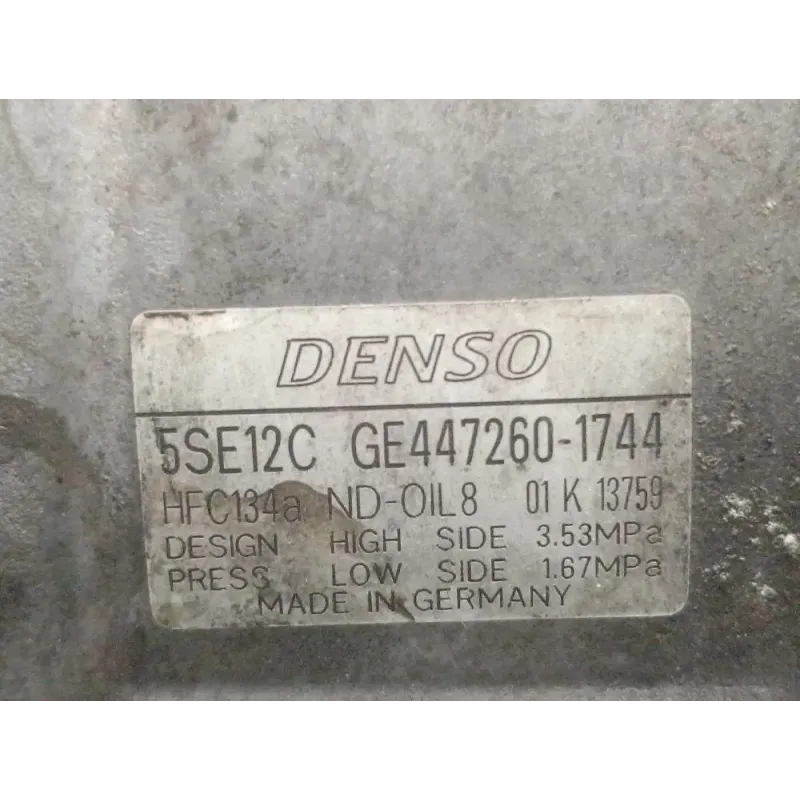 DENSO
5SE12C GE447260-1744
HFC134a ND-OIL8 01 K 13759
DESIGN HIGH SIDE 3.53MPa
PRESS LOW SIDE 1.67MPa
MADE IN GERMANY